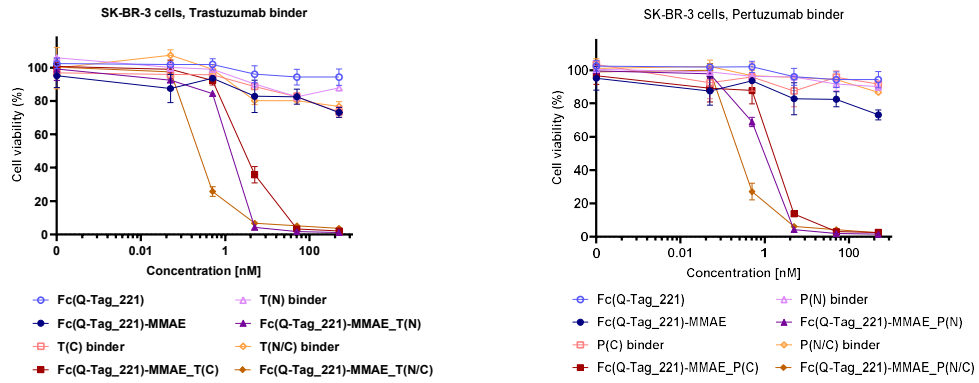 SK-BR-3 cells, Trastuzumab binder
Cell viability (%)
100
80
60
40
20
0
0
0.01
1
100
Concentration [nM]
Fc(Q-Tag_221)
T(N) binder
Fc(Q-Tag_221)-MMAE
Fc(Q-Tag_221)-MMAE_T(N)
T(C) binder
T(N/C) binder
Fc(Q-Tag_221)-MMAE_T(C)
Fc(Q-Tag_221)-MMAE_T(N/C)
SK-BR-3 cells, Pertuzumab binder
Cell viability (%)
100
80
60
40
20
0
0
0.01
1
100
Concentration [nM]
Fc(Q-Tag_221)
P(N) binder
Fc(Q-Tag_221)-MMAE
Fc(Q-Tag_221)-MMAE_P(N)
P(C) binder
P(N/C) binder
Fc(Q-Tag_221)-MMAE_P(C)
Fc(Q-Tag_221)-MMAE_P(N/C)